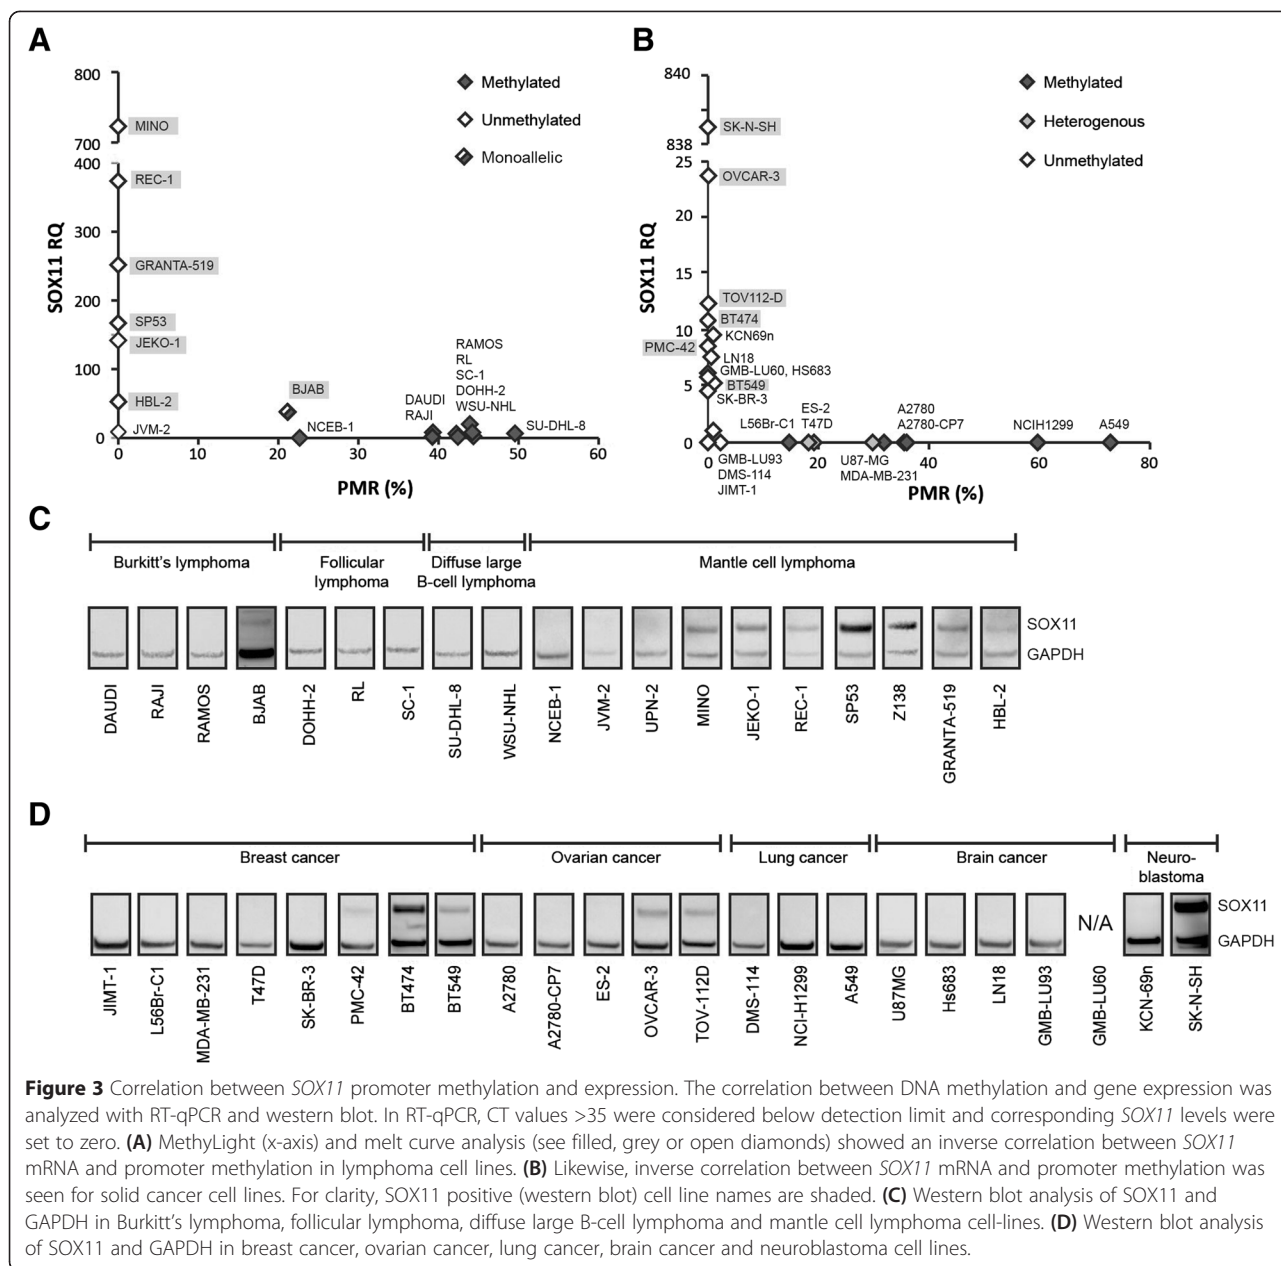 A
800
700
400
300
200
100
0
SOX11 RQ
MINO
REC-1
GRANTA-519
SP53
JEKO-1
HBL-2
JVM-2
BJAB
NCEB-1
DAUDI
RAJI
RAMOS
RL
SC-1
DOHH-2
WSU-NHL
SU-DHL-8
Methylated
Unmethylated
Monoallelic
0 10 20 30 40 50 60
PMR (%)
B
840
838
25
20
15
10
5
0
SOX11 RQ
SK-N-SH
OVCAR-3
TOV112-D
BT474
KCN69n
PMC-42
LN18
GMB-LU60, HS683
BT549
SK-BR-3
L56Br-C1
ES-2
T47D
A2780
A2780-CP7
NCIH1299
A549
Methylated
Heterogenous
Unmethylated
0 20 40 60 80
GMB-LU93
DMS-114
JIMT-1
U87-MG
MDA-MB-231
PMR (%)
C
Burkitt's lymphoma
Follicular
lymphoma
Diffuse large
B-cell lymphoma
Mantle cell lymphoma
SOX11
GAPDH
DAUDI
RAJI
RAMOS
BJAB
DOHH-2
RL
SC-1
SU-DHL-8
WSU-NHL
NCEB-1
JVM-2
UPN-2
MINO
JEKO-1
REC-1
SP53
Z138
GRANTA-519
HBL-2
D
Breast cancer
Ovarian cancer
Lung cancer
Brain cancer
Neuro-
blastoma
N/A
SOX11
GAPDH
JIMT-1
L56Br-C1
MDA-MB-231
T47D
SK-BR-3
PMC-42
BT474
BT549
A2780
A2780-CP7
ES-2
OVCAR-3
TOV-112D
DMS-114
NCI-H1299
A549
U87MG
Hs683
LN18
GMB-LU93
GMB-LU60
KCN-69n
SK-N-SH
Figure 3 Correlation between SOX11 promoter methylation and expression. The correlation between DNA methylation and gene expression was
analyzed with RT-qPCR and western blot. In RT-qPCR, CT values >35 were considered below detection limit and corresponding SOX11 levels were
set to zero. (A) MethyLight (x-axis) and melt curve analysis (see filled, grey or open diamonds) showed an inverse correlation between SOX11
mRNA and promoter methylation in lymphoma cell lines. (B) Likewise, inverse correlation between SOX11 mRNA and promoter methylation was
seen for solid cancer cell lines. For clarity, SOX11 positive (western blot) cell line names are shaded. (C) Western blot analysis of SOX11 and
GAPDH in Burkitt's lymphoma, follicular lymphoma, diffuse large B-cell lymphoma and mantle cell lymphoma cell-lines. (D) Western blot analysis
of SOX11 and GAPDH in breast cancer, ovarian cancer, lung cancer, brain cancer and neuroblastoma cell lines.